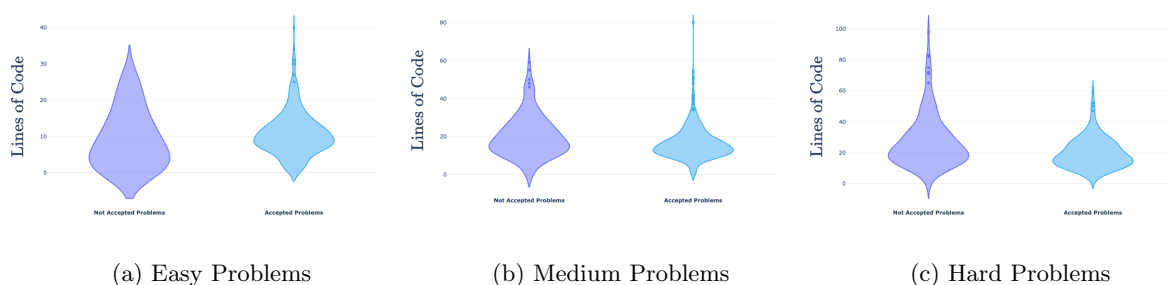 Lines of Code
40
30
20
10
0
Not Accepted Problems
Accepted Problems
(a) Easy Problems
Lines of Code
80
60
40
20
0
Not Accepted Problems
Accepted Problems
(b) Medium Problems
Lines of Code
100
80
60
40
20
0
Not Accepted Problems
Accepted Problems
(c) Hard Problems